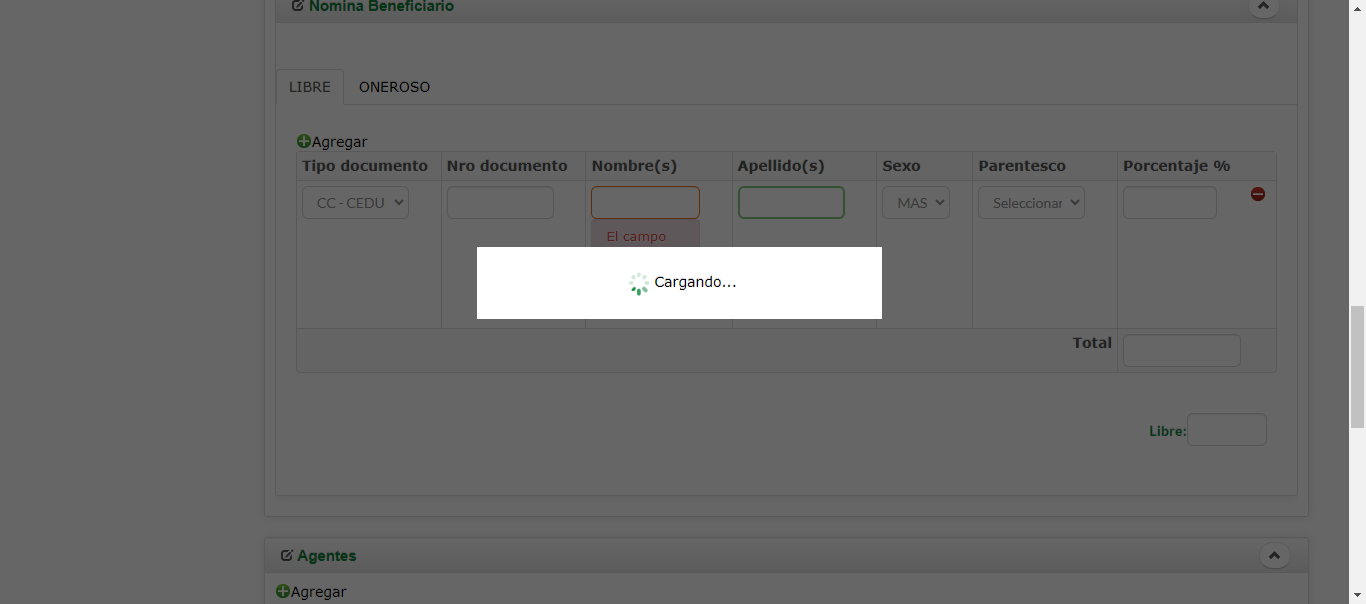 Nomina Beneficiario
LIBRE ONEROSO
Agregar
Tipo documento Nro documento Nombre(s) Apellido(s) Sexo Parentesco Porcentaje %
CC - CEDU MAS Seleccionar
El campo
Cargando...
Total
Libre:
Agentes
Agregar